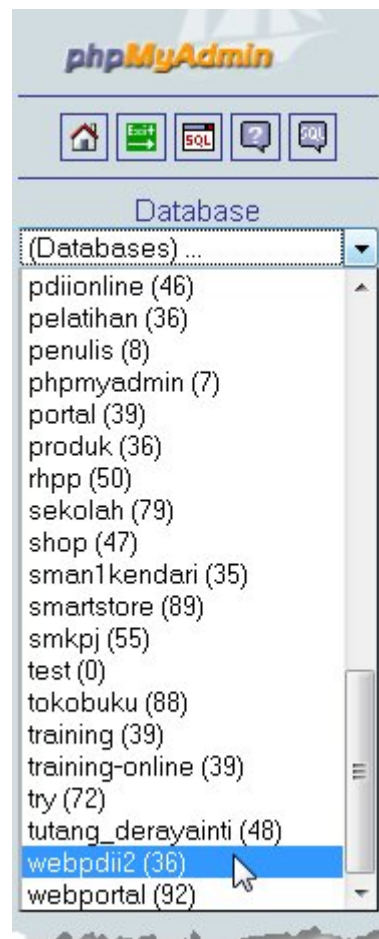 phpMyAdmin
Exit
SQL
?
SQL
Database
(Databases) ...
pdiionline (46)
pelatihan (36)
penulis (8)
phpmyadmin (7)
portal (39)
produk (36)
rhpp (50)
sekolah (79)
shop (47)
sman1kendari (35)
smartstore (89)
smkpj (55)
test (0)
tokobuku (88)
training (39)
training-online (39)
try (72)
tutang_derayainti (48)
webpdii2 (36)
webportal (92)